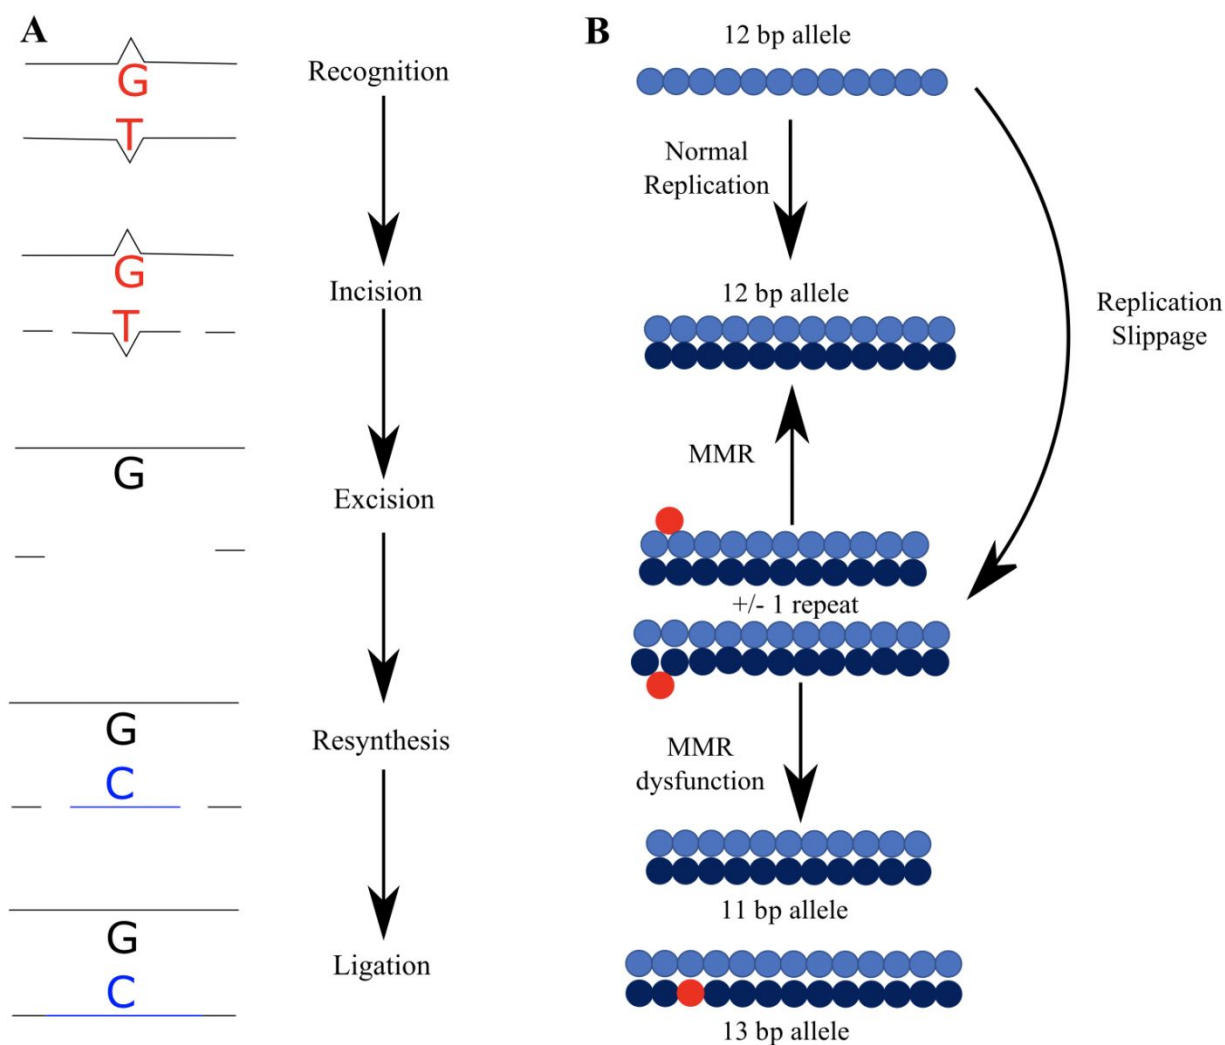 A
G
T
Recognition
G
T
Incision
G
Excision
G
C
Resynthesis
G
C
Ligation
B
12 bp allele
Normal
Replication
12 bp allele
Replication
Slippage
MMR
+/- 1 repeat
MMR
dysfunction
11 bp allele
13 bp allele